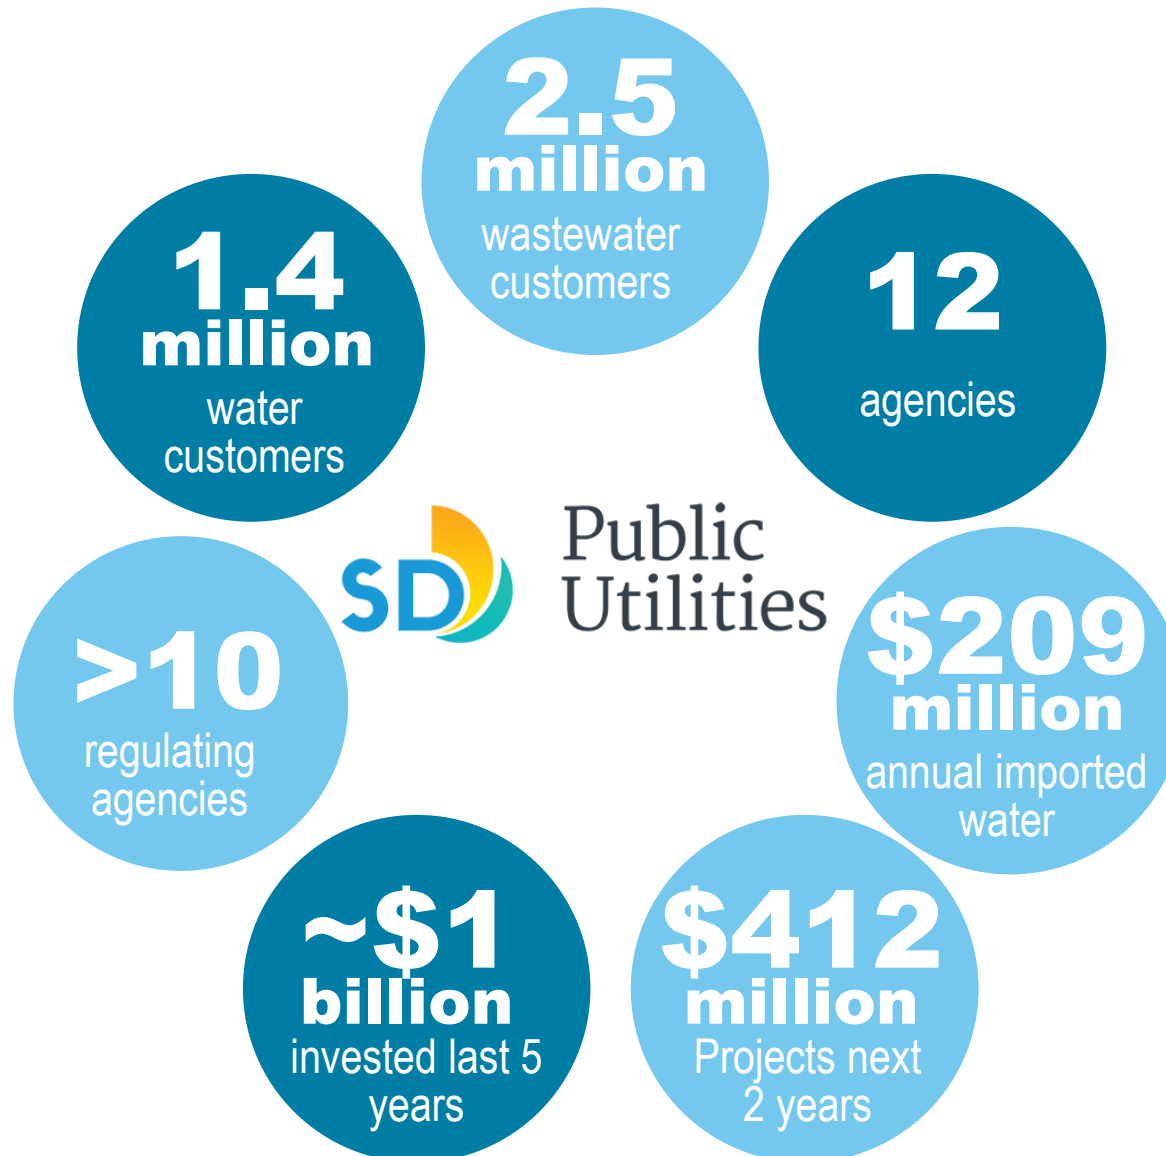 2.5
million
wastewater
customers
1.4
million
water
customers
12
agencies
SD
Public
Utilities
>10
regulating
agencies
$209
million
annual imported
water
~$1
billion
invested last 5
years
$412
million
Projects next
2 years